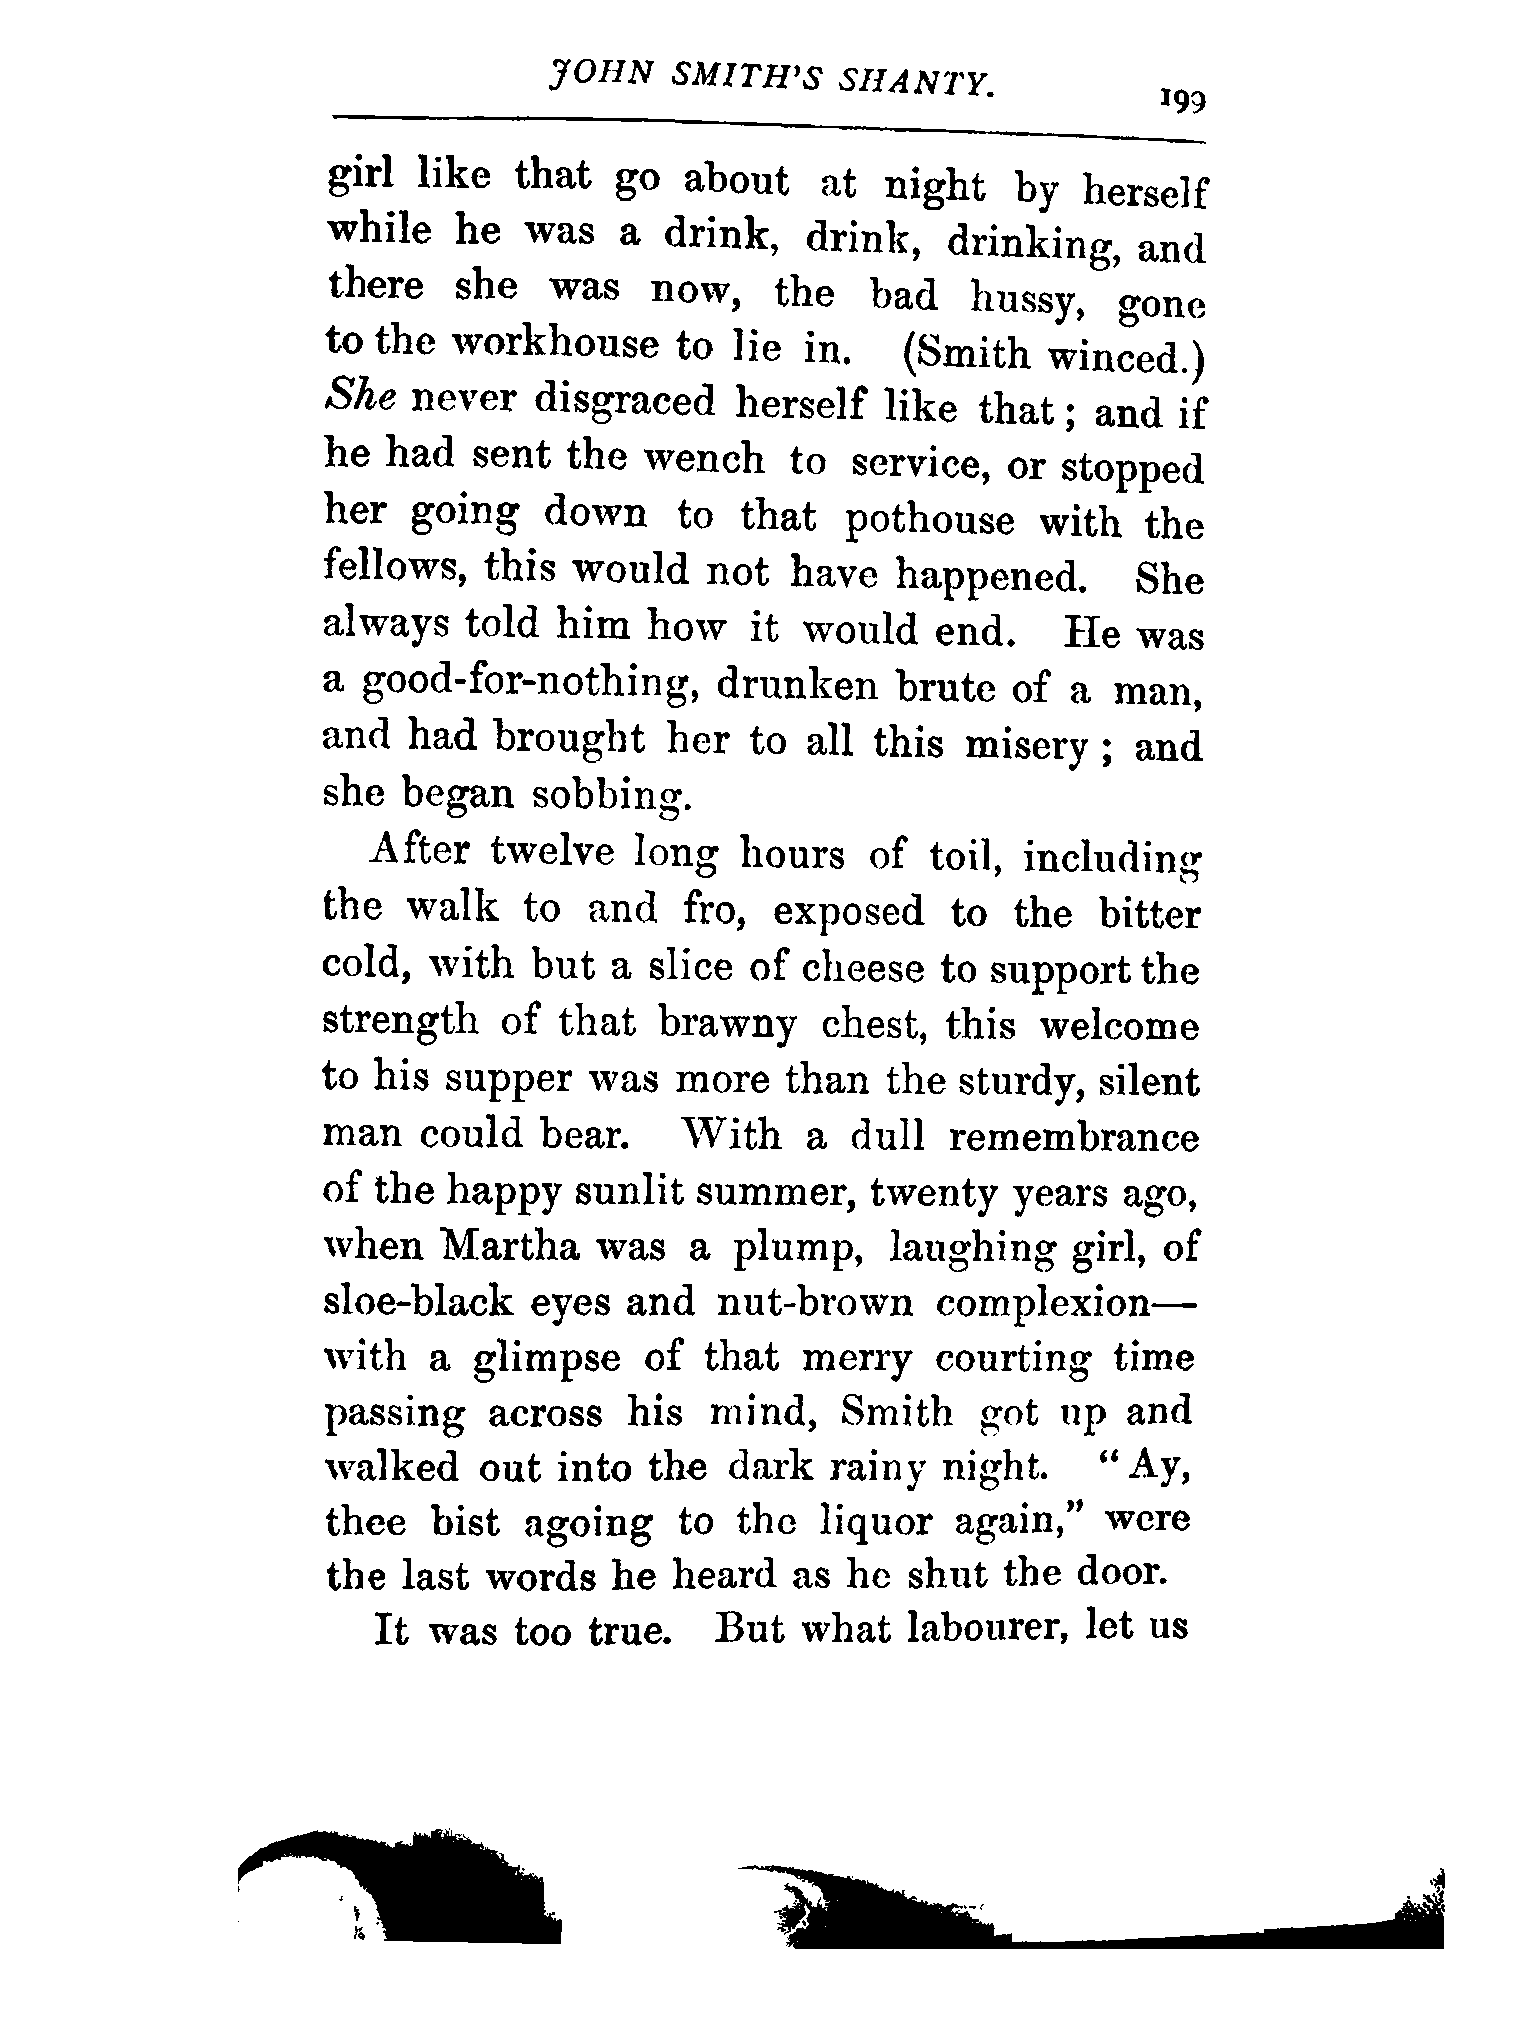 JOHN SMITH'S SHANTY.
199
girl like that go about at night by herself
while he was a drink, drink, drinking, and
there she was now, the bad hussy, gone
to the workhouse to lie in. (Smith winced.)
She never disgraced herself like that; and if
he had sent the wench to service, or stopped
her going down to that pothouse with the
fellows, this would not have happened. She
always told him how it would end. He was
a good-for-nothing, drunken brute of a man,
and had brought her to all this misery; and
she began sobbing.
After twelve long hours of toil, including
the walk to and fro, exposed to the bitter
cold, with but a slice of cheese to support the
strength of that brawny chest, this welcome
to his supper was more than the sturdy, silent
man could bear. With a dull remembrance
of the happy sunlit summer, twenty years ago,
when Martha was a plump, laughing girl, of
sloe-black eyes and nut-brown complexion—
with a glimpse of that merry courting time
passing across his mind, Smith got up and
walked out into the dark rainy night. "Ay,
thee bist agoing to the liquor again," were
the last words he heard as he shut the door.
It was too true. But what labourer, let us